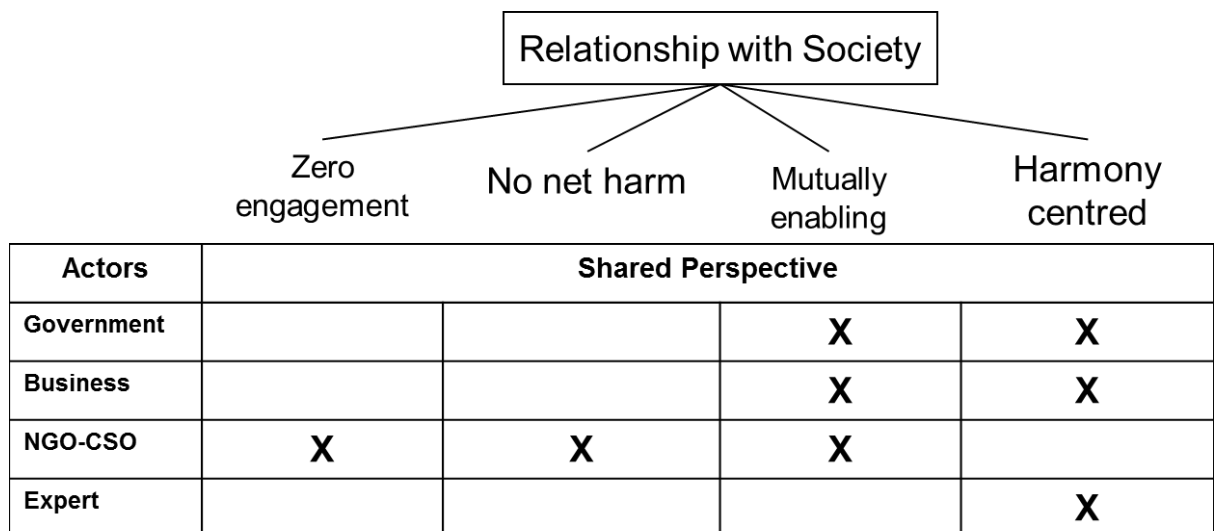 Relationship with Society
Zero
engagement
No net harm
Mutually
enabling
Harmony
centred
Actors Shared Perspective
Government X X
Business X X
NGO-CSO X X X
Expert X